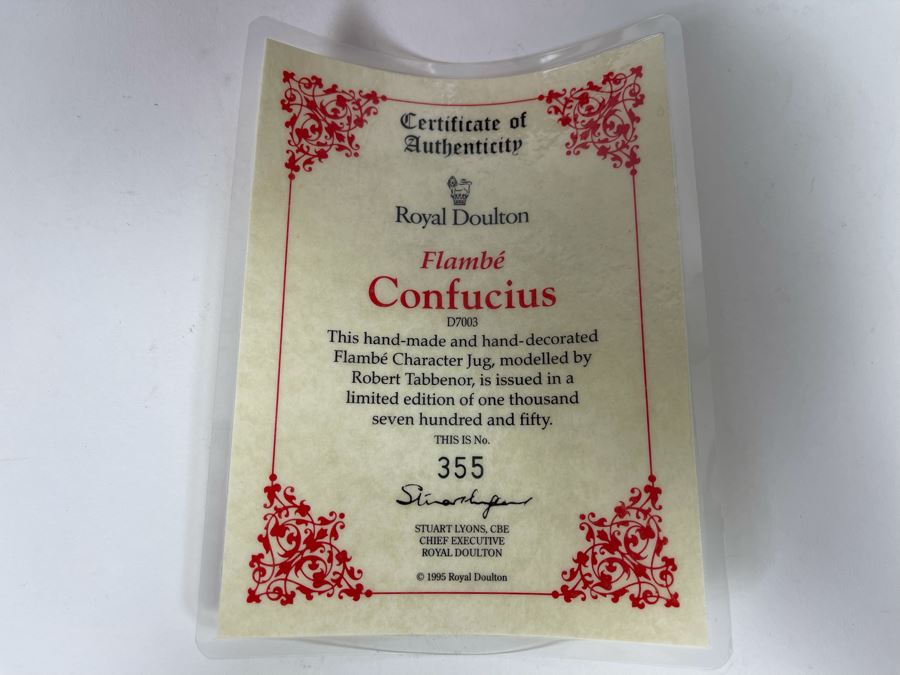 Certificate of
Authenticity
Royal Doulton
Flambé
Confucius
D7003
This hand-made and hand-decorated
Flambé Character Jug, modelled by
Robert Tabbenor, is issued in a
limited edition of one thousand
seven hundred and fifty.
THIS IS No.
355
STUART LYONS, CBE
CHIEF EXECUTIVE
ROYAL DOULTON
© 1995 Royal Doulton